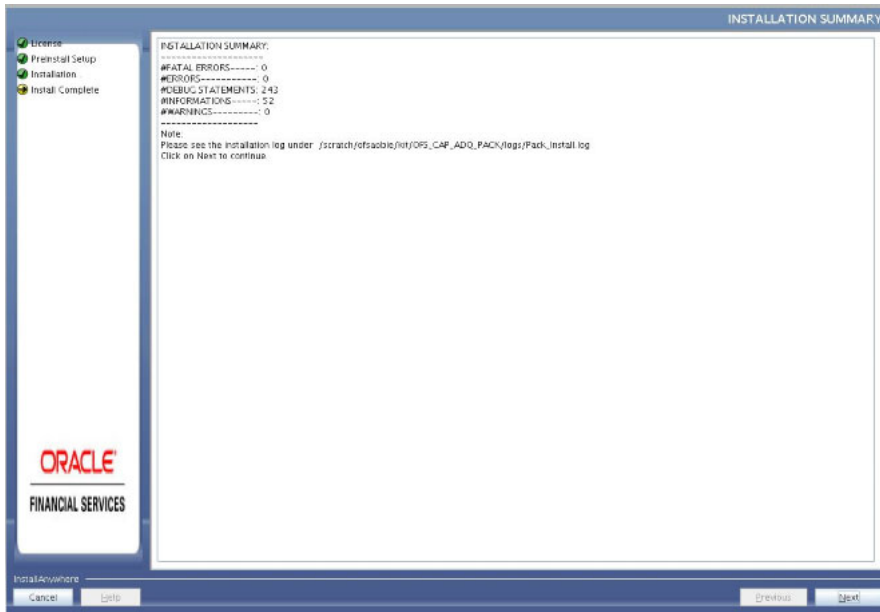 INSTALLATION SUMMARY
License
Preinstall Setup
Installation
Install Complete
INSTALLATION SUMMARY:
-------------------
#FATAL ERRORS-----: 0
#ERRORS-----------: 0
#DEBUG STATEMENTS: 243
#INFORMATIONS-----: 52
#WARNINGS---------: 0
-------------------
Note:
Please see the installation log under /scratch/ofsaobie/kit/OFS_CAP_ADQ_PACK/logs/Pack_Install.log
Click on Next to continue
ORACLE
FINANCIAL SERVICES
InstallAnywhere
Cancel Help Previous Next